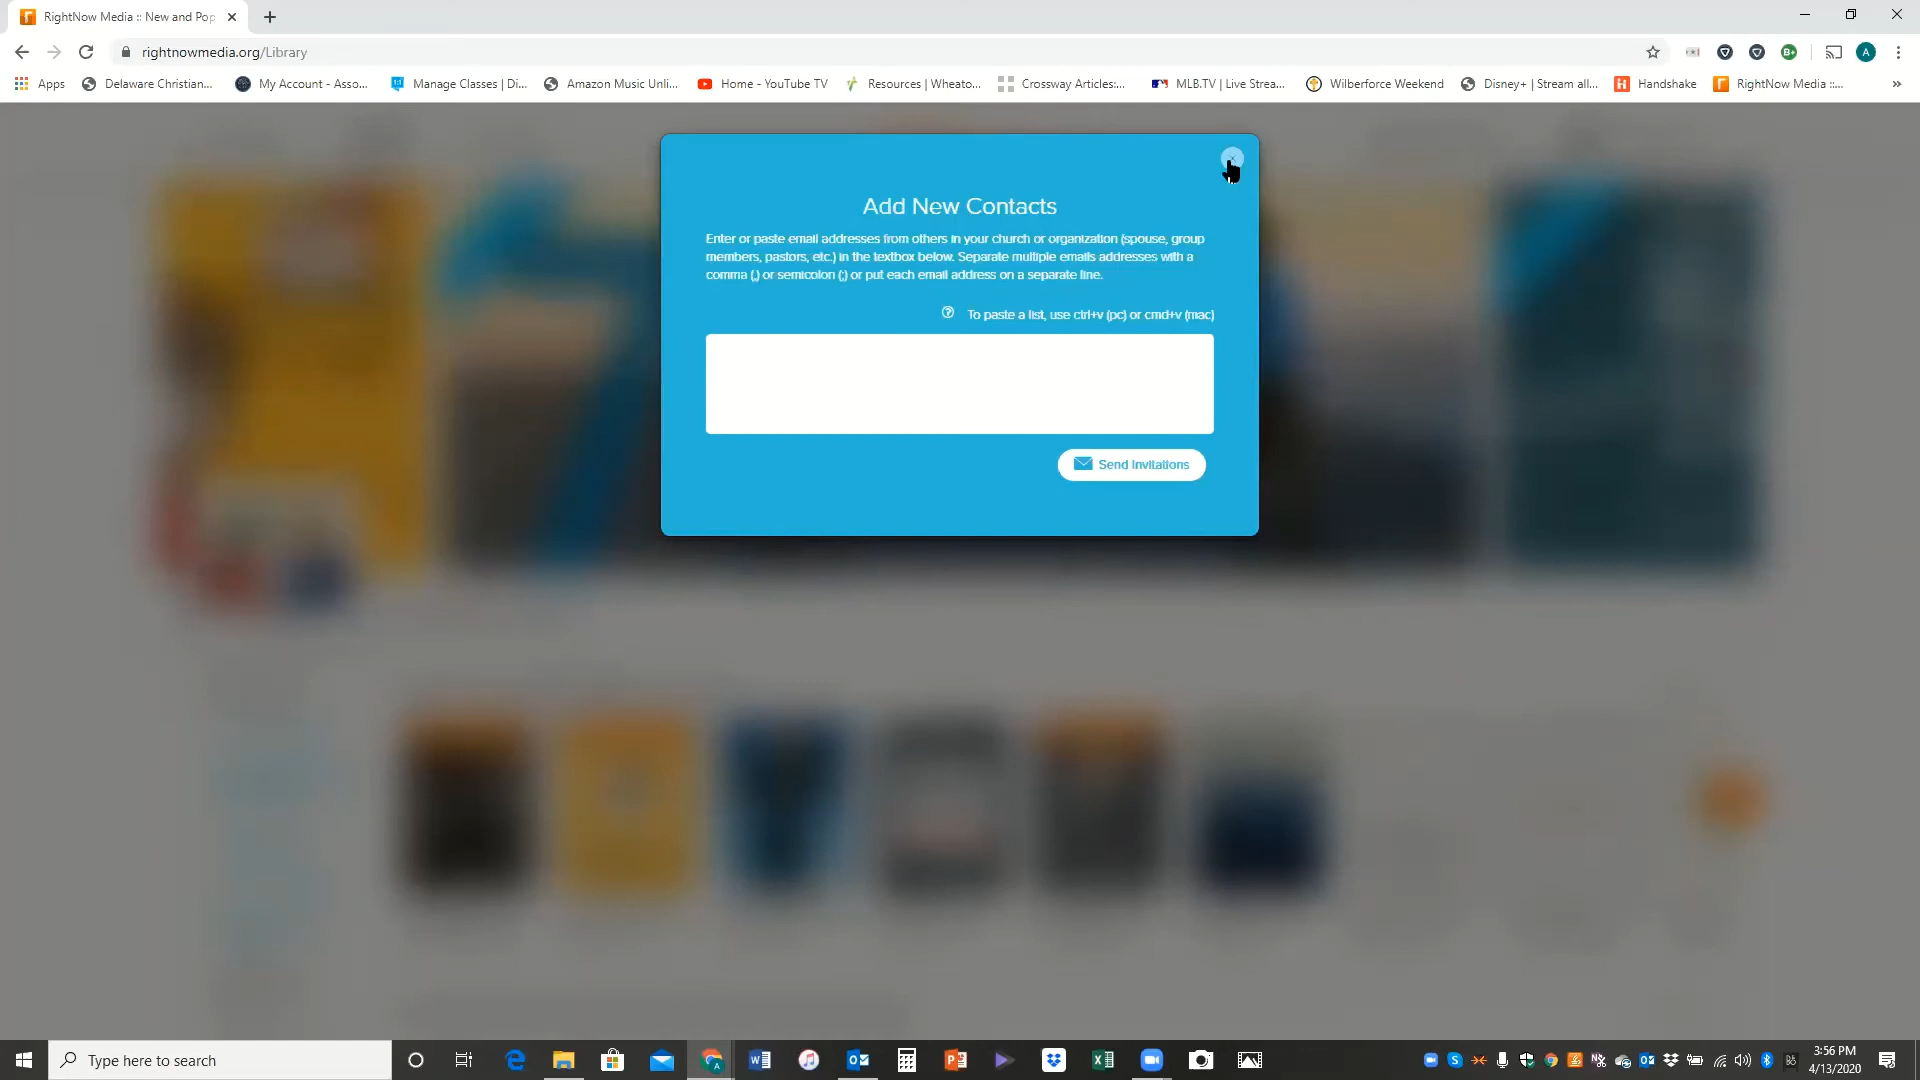 RightNow Media :: New and Pop
rightnowmedia.org/Library
A
Apps
Delaware Christian...
My Account - Asso...
Manage Classes | Di...
Amazon Music Unli...
Home - YouTube TV
Resources | Wheato...
Crossway Articles:...
MLB.TV | Live Strea...
Wilberforce Weekend
Disney+ | Stream all...
Handshake
RightNow Media ::...
Add New Contacts
Enter or paste email addresses from others in your church or organization (spouse, group
members, pastors, etc.) in the textbox below. Separate multiple emails addresses with a
comma (,) or semicolon (;) or put each email address on a separate line.
To paste a list, use ctrl+v (pc) or cmd+v (mac)
Send Invitations
Type here to search
3:56 PM
4/13/2020